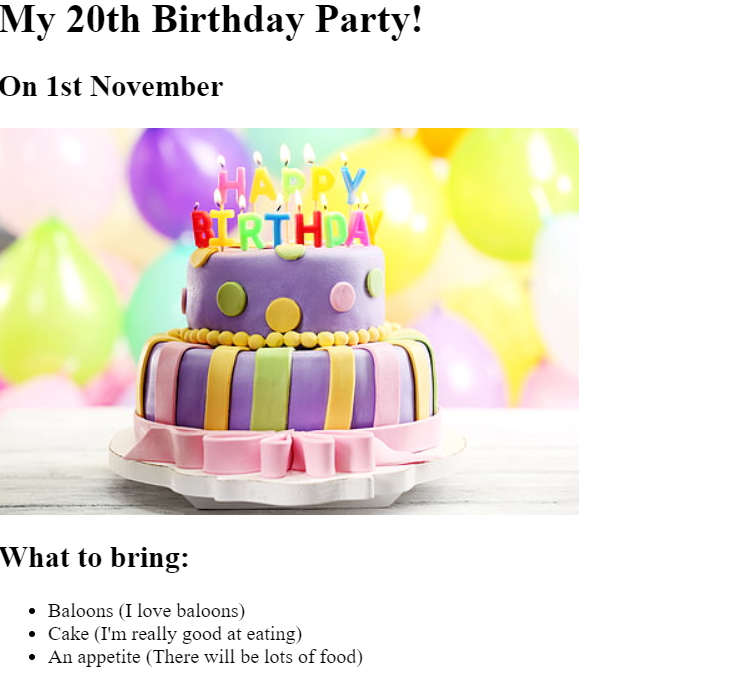 My 20th Birthday Party!
On 1st November
HAPPY
BIRTHDAY
What to bring:
Baloons (I love baloons)
Cake (I'm really good at eating)
An appetite (There will be lots of food)